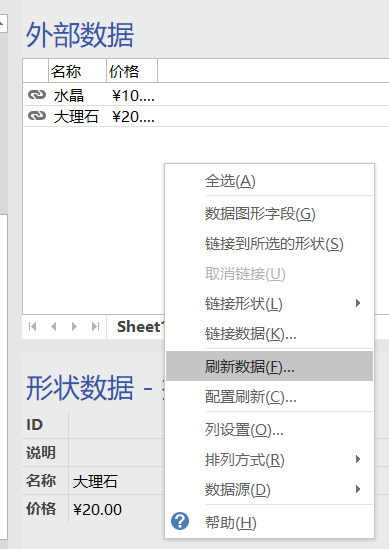 外部数据
名称 价格
水晶 ¥10....
大理石 ¥20....
全选(A)
数据图形字段(G)
链接到所选的形状(S)
取消链接(U)
链接形状(L)
链接数据(K)...
刷新数据(F)...
配置刷新(C)...
列设置(O)...
排列方式(R)
数据源(D)
帮助(H)
Sheet1
形状数据 -
ID
说明
名称 大理石
价格 ¥20.00